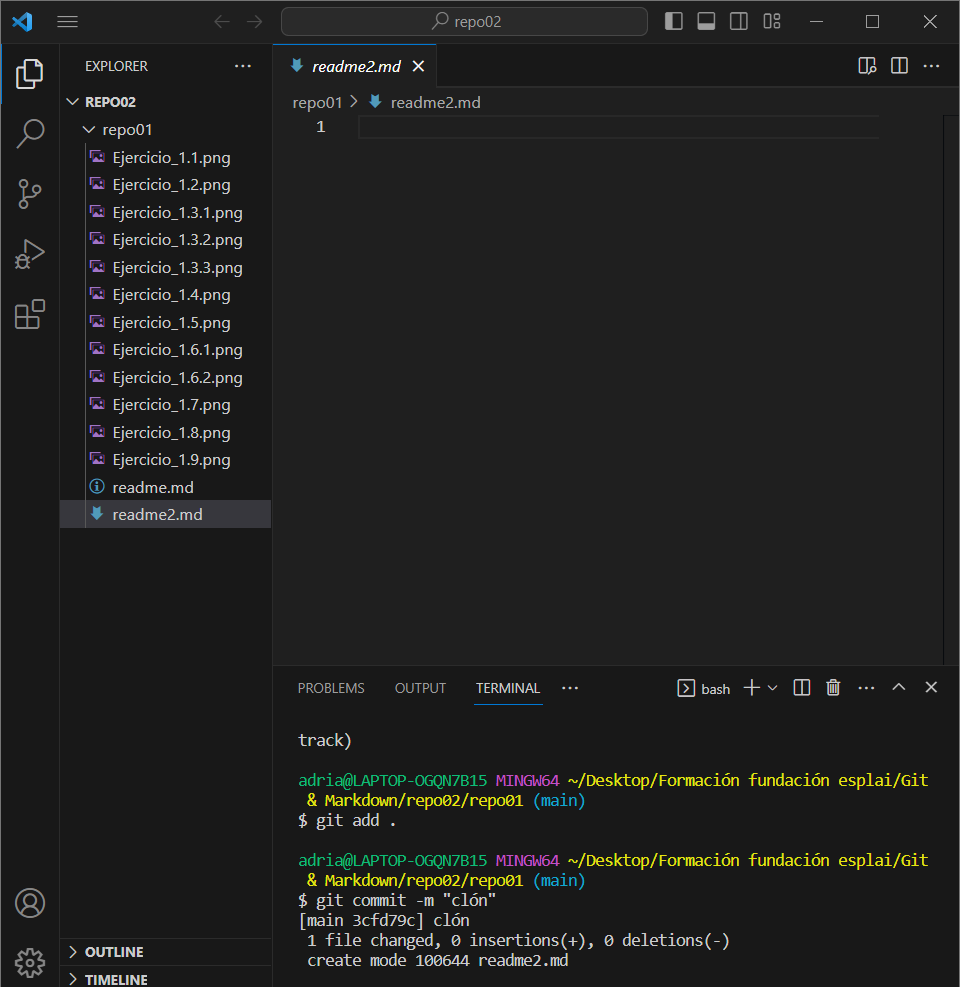 repo02
EXPLORER
REPO02
repo01
Ejercicio_1.1.png
Ejercicio_1.2.png
Ejercicio_1.3.1.png
Ejercicio_1.3.2.png
Ejercicio_1.3.3.png
Ejercicio_1.4.png
Ejercicio_1.5.png
Ejercicio_1.6.1.png
Ejercicio_1.6.2.png
Ejercicio_1.7.png
Ejercicio_1.8.png
Ejercicio_1.9.png
readme.md
readme2.md
OUTLINE
TIMELINE
readme2.md
repo01 > readme2.md
1
PROBLEMS OUTPUT TERMINAL bash
track)
adria@LAPTOP-OGQN7B15 MINGW64 ~/Desktop/Formación fundación esplai/Git
& Markdown/repo02/repo01 (main)
$ git add .
adria@LAPTOP-OGQN7B15 MINGW64 ~/Desktop/Formación fundación esplai/Git
& Markdown/repo02/repo01 (main)
$ git commit -m "clón"
[main 3cfd79c] clón
1 file changed, 0 insertions(+), 0 deletions(-)
create mode 100644 readme2.md